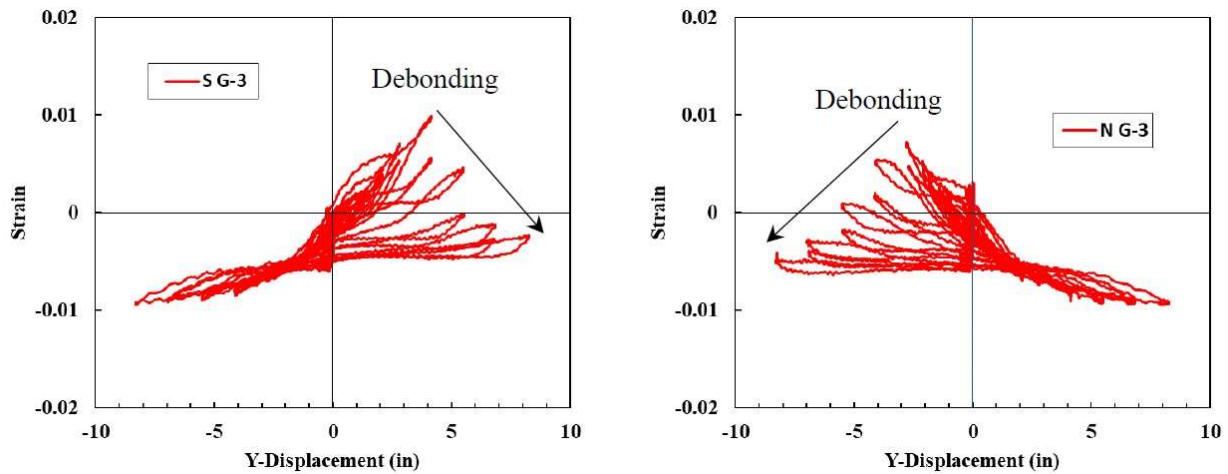 0.02
S G-3
Debonding
0.01
Strain
0
-0.01
-0.02
-10
-5
0
5
10
Y-Displacement (in)
0.02
Debonding
N G-3
0.01
Strain
0
-0.01
-0.02
-10
-5
0
5
10
Y-Displacement (in)